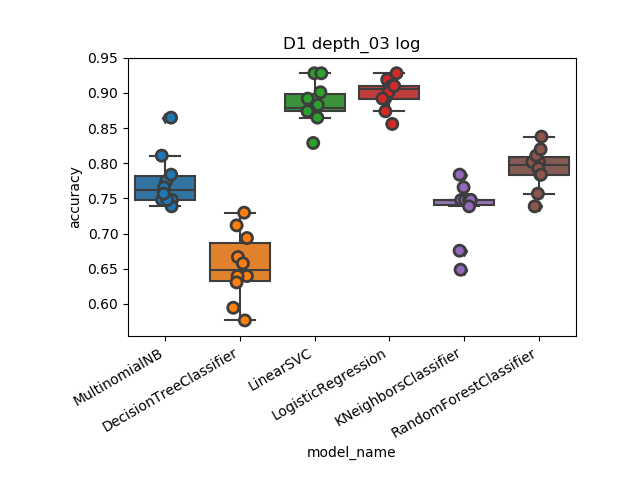 D1 depth_03 log
0.95
0.90
0.85
0.80
0.75
0.70
0.65
0.60
accuracy
MultinomialNB
DecisionTreeClassifier
LinearSVC
LogisticRegression
KNeighborsClassifier
RandomForestClassifier
model_name